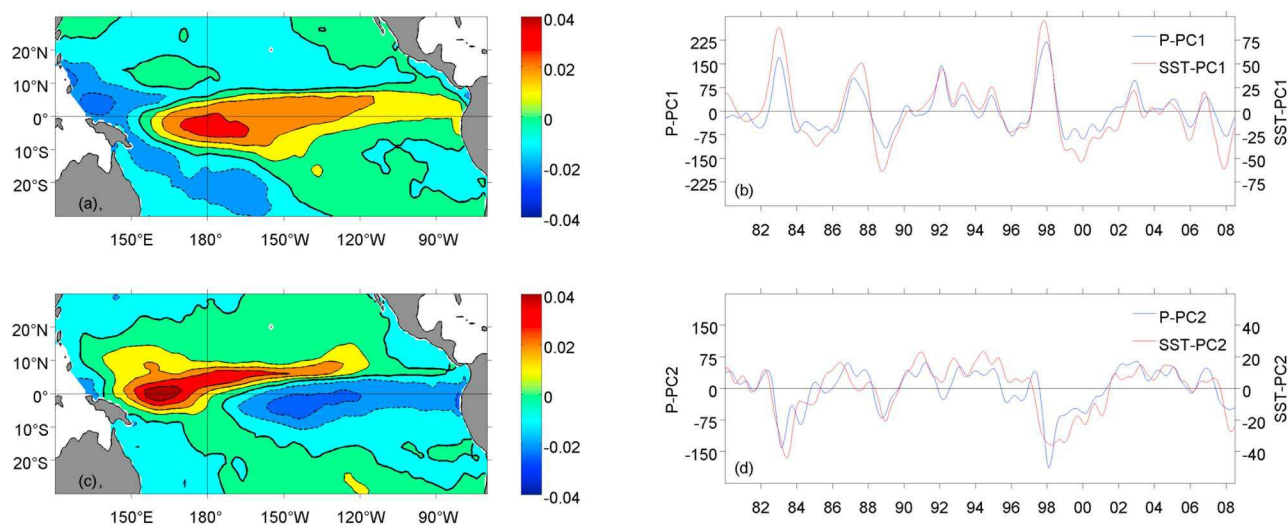 0.04
20°N
10°N
0°
10°S
20°S
(a)
150°E 180° 150°W 120°W 90°W
0.02
0
-0.02
-0.04
225
150
75
0
-75
-150
-225
P-PC1
P-PC1
SST-PC1
75
50
25
0
-25
-50
-75
SST-PC1
(b)
82 84 86 88 90 92 94 96 98 00 02 04 06 08
20°N
10°N
0°
10°S
20°S
(c)
150°E 180° 150°W 120°W 90°W
0.04
0.02
0
-0.02
-0.04
150
75
0
-75
-150
P-PC2
P-PC2
SST-PC2
40
20
0
-20
-40
SST-PC2
(d)
82 84 86 88 90 92 94 96 98 00 02 04 06 08